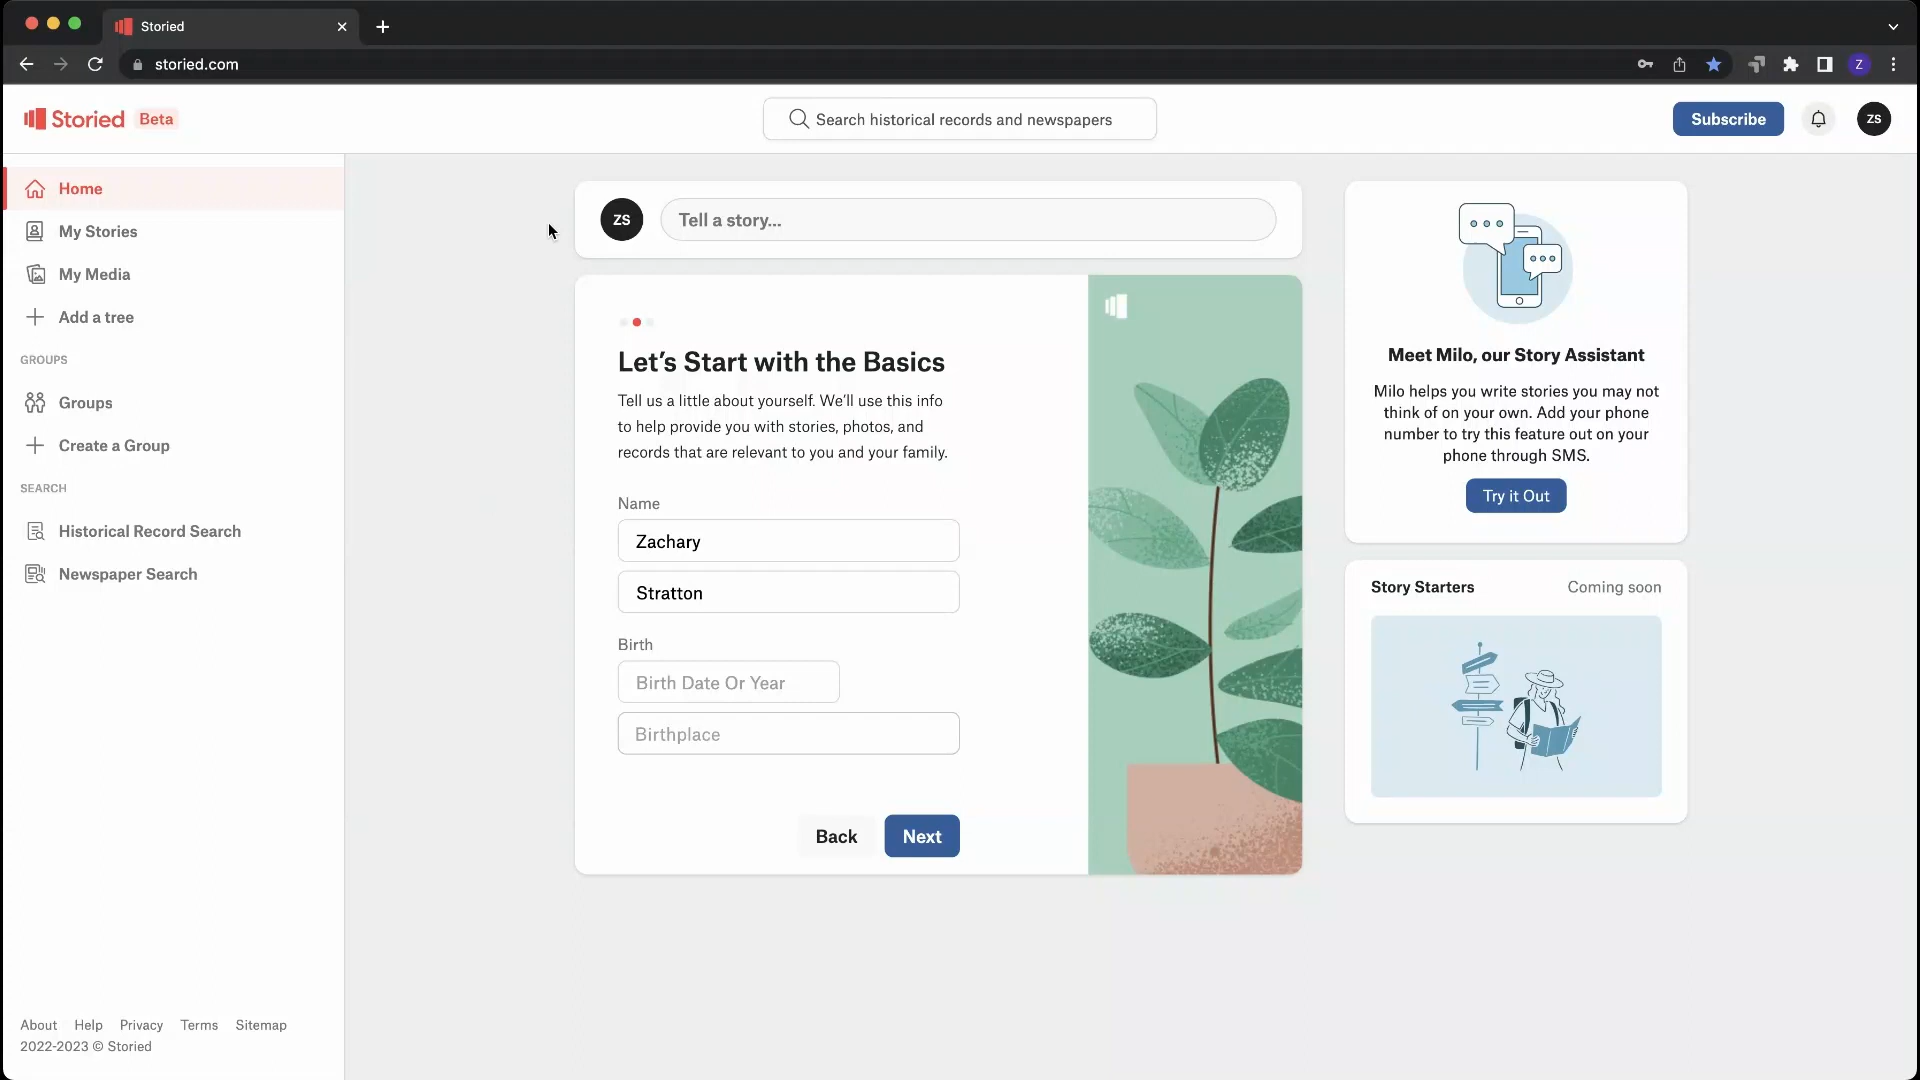 Storied
storied.com
Z
Storied Beta
Search historical records and newspapers
Subscribe
ZS
Home
My Stories
My Media
Add a tree
GROUPS
Groups
Create a Group
SEARCH
Historical Record Search
Newspaper Search
About Help Privacy Terms Sitemap
2022-2023 © Storied
ZS
Tell a story...
Let’s Start with the Basics
Tell us a little about yourself. We’ll use this info
to help provide you with stories, photos, and
records that are relevant to you and your family.
Name
Zachary
Stratton
Birth
Birth Date Or Year
Birthplace
Back
Next
Meet Milo, our Story Assistant
Milo helps you write stories you may not
think of on your own. Add your phone
number to try this feature out on your
phone through SMS.
Try it Out
Story Starters
Coming soon